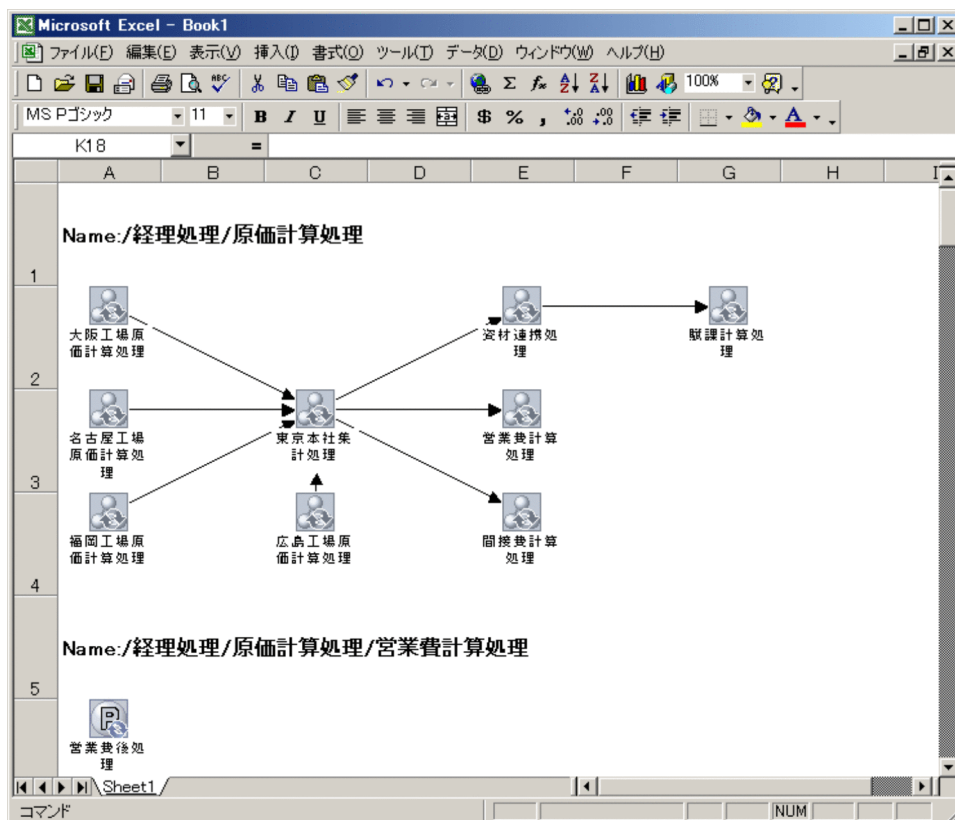 Microsoft Excel - Book1
ファイル(F) 編集(E) 表示(V) 挿入(I) 書式(O) ツール(T) データ(D) ウィンドウ(W) ヘルプ(H)
100%
MS Pゴシック 11 B I U $ % ,
K18 =
A B C D E F G H I
Name:/経理処理/原価計算処理
1
大阪工場原
価計算処理
資材連携処
理
賦課計算処
理
2
名古屋工場
原価計算処
理
東京本社集
計処理
営業費計算
処理
3
福岡工場原
価計算処理
広島工場原
価計算処理
間接費計算
処理
4
Name:/経理処理/原価計算処理/営業費計算処理
5
P
営業費後処
理
Sheet1
コマンド NUM